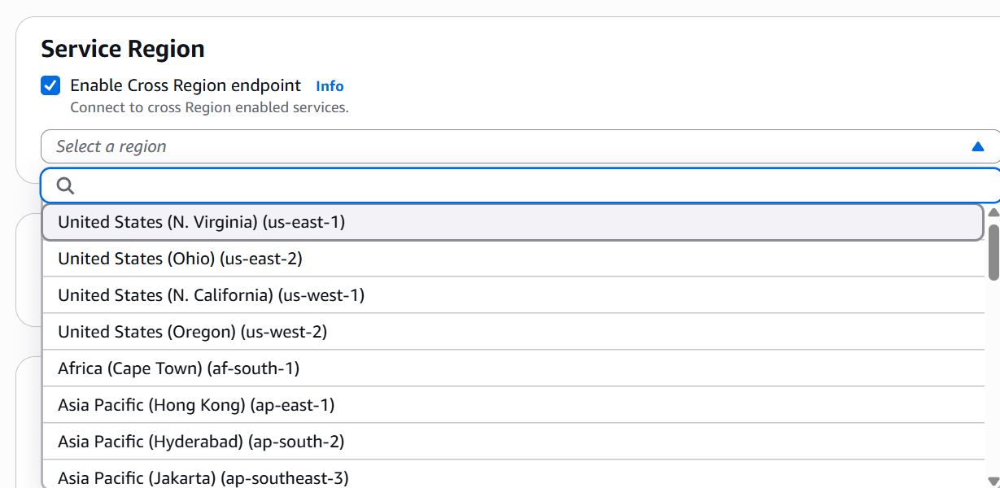 Service Region
Enable Cross Region endpoint Info
Connect to cross Region enabled services.
Select a region
United States (N. Virginia) (us-east-1)
United States (Ohio) (us-east-2)
United States (N. California) (us-west-1)
United States (Oregon) (us-west-2)
Africa (Cape Town) (af-south-1)
Asia Pacific (Hong Kong) (ap-east-1)
Asia Pacific (Hyderabad) (ap-south-2)
Asia Pacific (Jakarta) (ap-southeast-3)